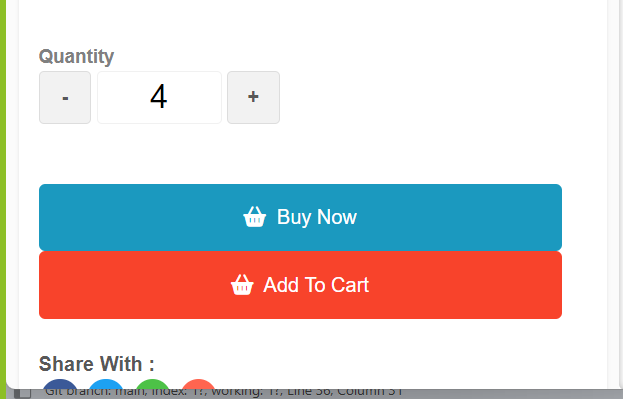 Quantity
- 4 +
Buy Now
Add To Cart
Share With :
Git branch: main, index: 1?, working: 1?, Line 36, Column 31